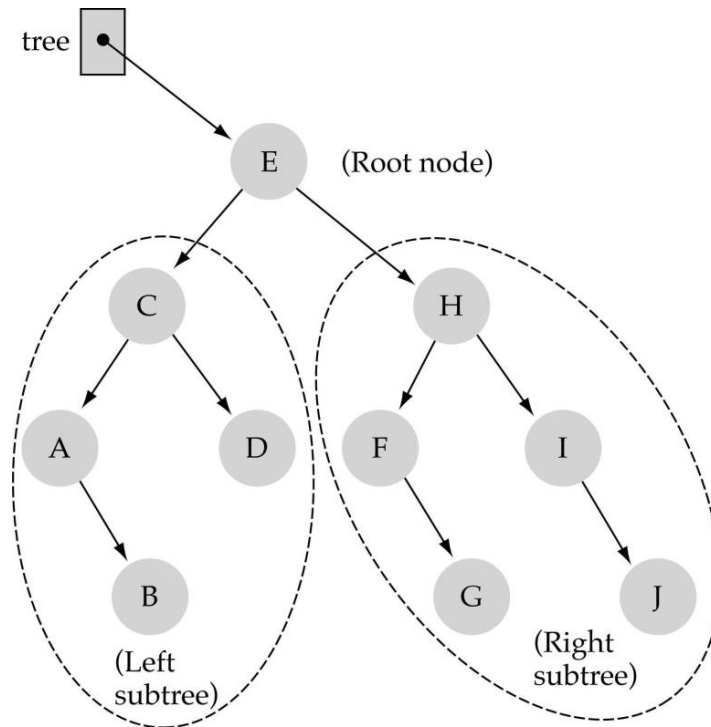 tree
E
(Root node)
C
H
A
D
F
I
B
G
J
(Left
subtree)
(Right
subtree)